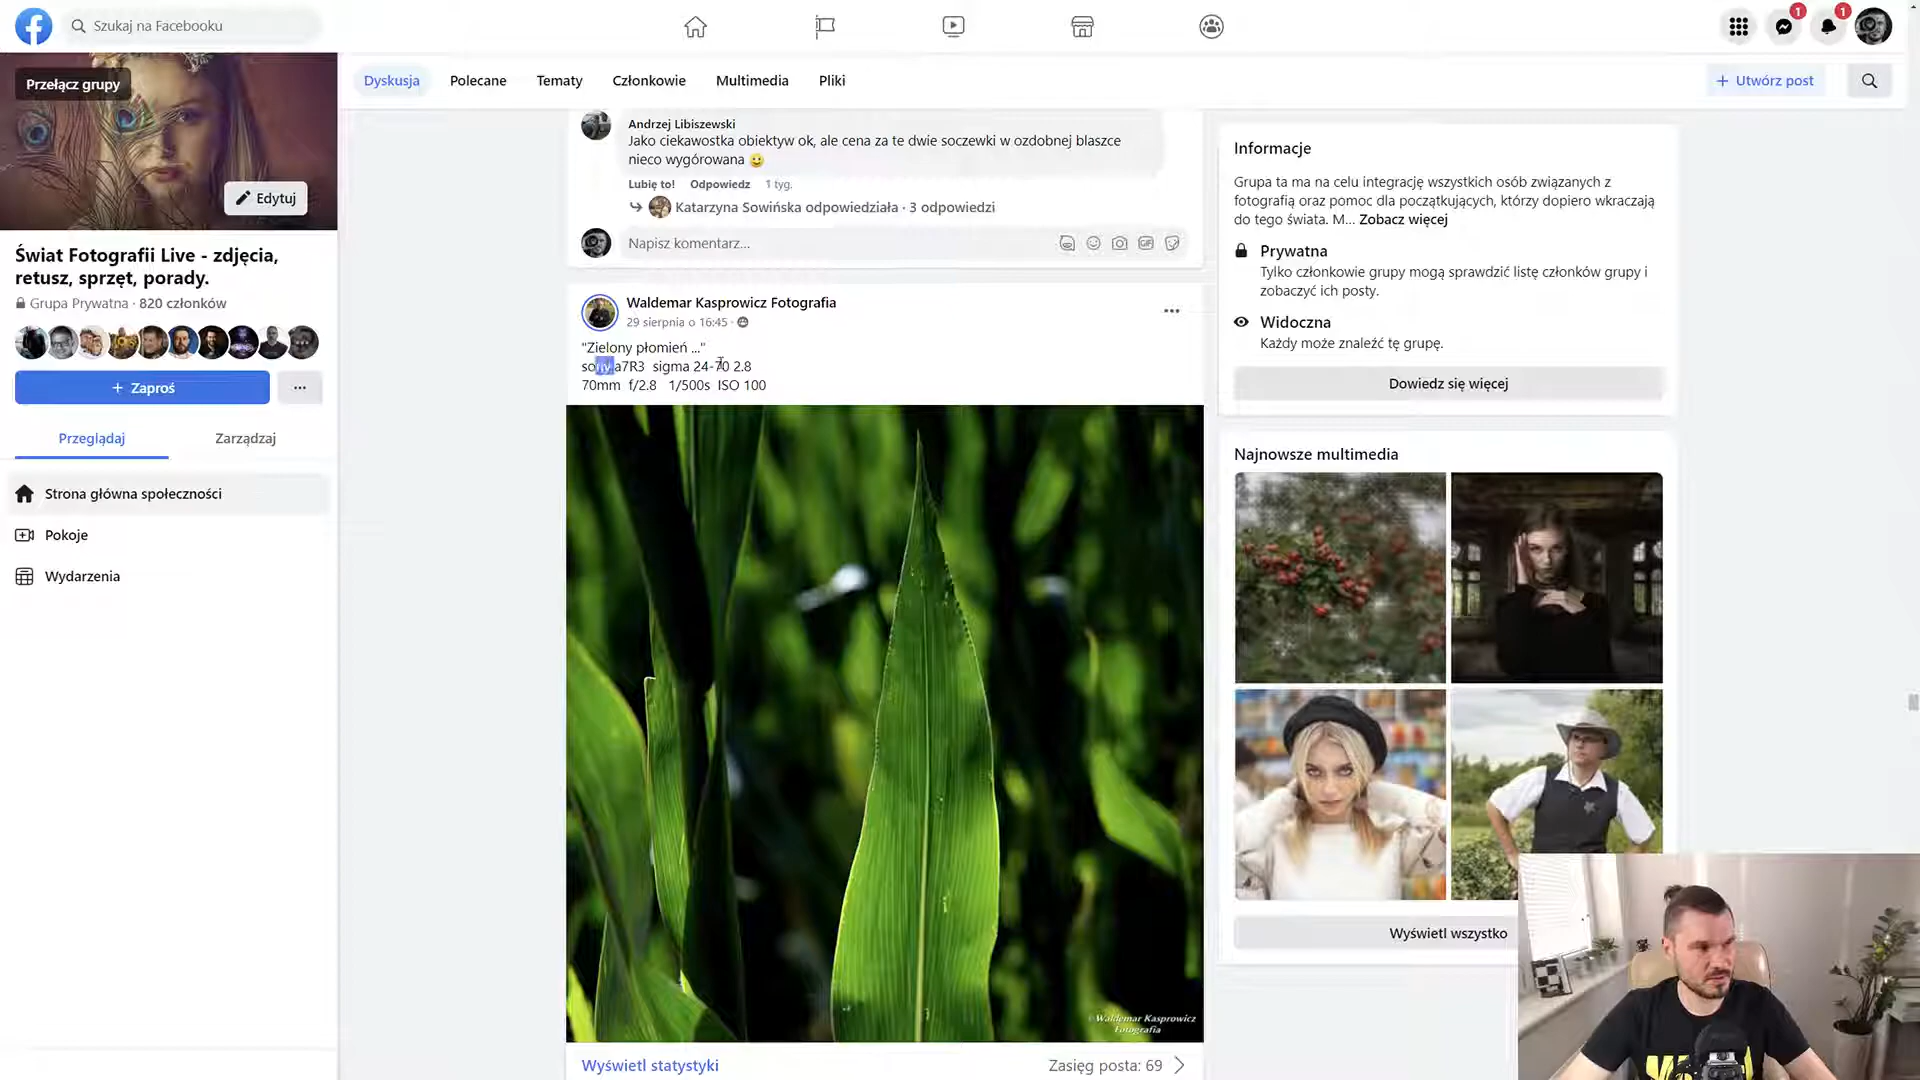 Szukaj na Facebooku
1
1
Przełącz grupy
Edytuj
Świat Fotografii Live - zdjęcia,
retusz, sprzęt, porady.
Grupa Prywatna · 820 członków
+ Zaproś
Przeglądaj
Zarządzaj
Strona główna społeczności
Pokoje
Wydarzenia
Dyskusja
Polecane
Tematy
Członkowie
Multimedia
Pliki
+ Utwórz post
Andrzej Libiszewski
Jako ciekawostka obiektyw ok, ale cena za te dwie soczewki w ozdobnej blaszce
nieco wygórowana
Lubię to! Odpowiedz 1 tyg.
Katarzyna Sowińska odpowiedziała · 3 odpowiedzi
Napisz komentarz...
GIF
Waldemar Kasprowicz Fotografia
29 sierpnia o 16:45 ·
"Zielony płomień ..."
sony a7R3 sigma 24-70 2.8
70mm f/2.8 1/500s ISO 100
© Waldemar Kasprowicz
Fotografia
Wyświetl statystyki
Zasięg posta: 69
Informacje
Grupa ta ma na celu integrację wszystkich osób związanych z
fotografią oraz pomoc dla początkujących, którzy dopiero wkraczają
do tego świata. M... Zobacz więcej
Prywatna
Tylko członkowie grupy mogą sprawdzić listę członków grupy i
zobaczyć ich posty.
Widoczna
Każdy może znaleźć tę grupę.
Dowiedz się więcej
Najnowsze multimedia
Wyświetl wszystko